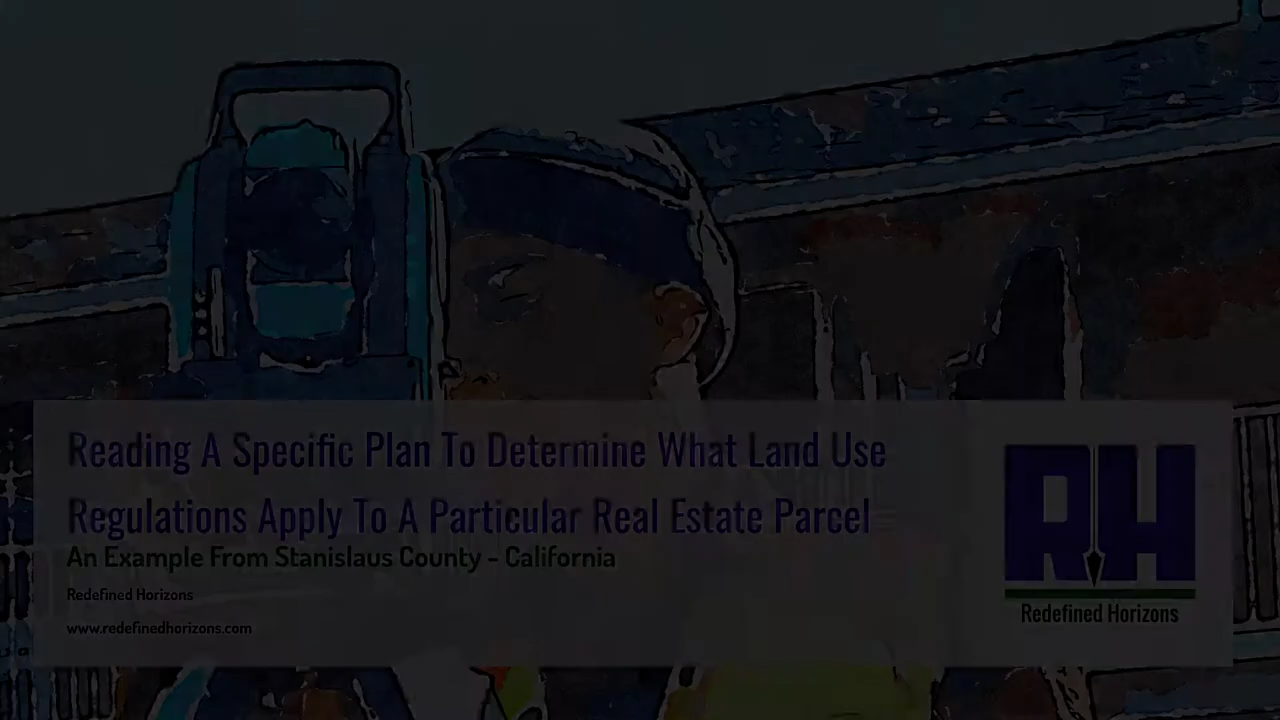 Reading A Specific Plan To Determine What Land Use
Regulations Apply To A Particular Real Estate Parcel
An Example From Stanislaus County - California
Redefined Horizons
www.redefinedhorizons.com
RH
Redefined Horizons